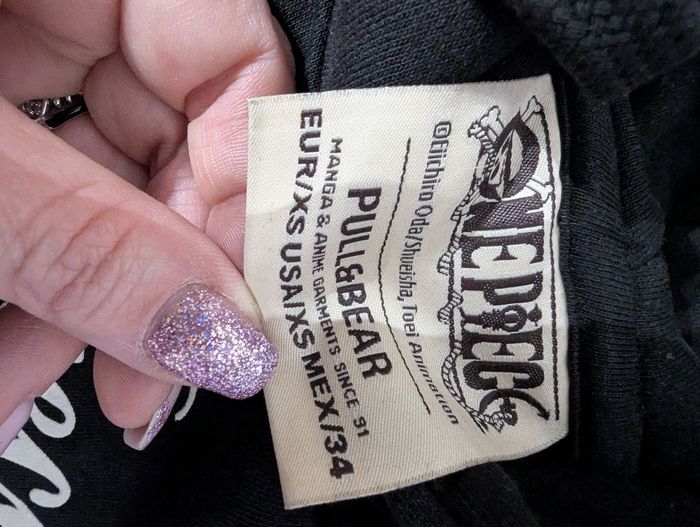 ONE PIECE
@Eiichiro Oda/Shueisha, Toei Animation
PULL&BEAR
MANGA & ANIME GARMENTS SINCE 91
EUR/XS USA/XS MEX/34